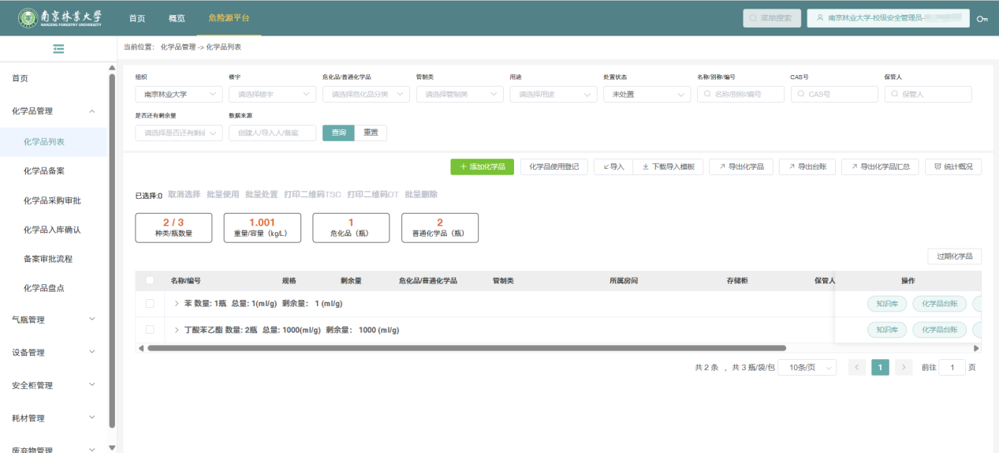 南京林业大学
NANJING FORESTRY UNIVERSITY
首页 概览 危险源平台 菜单搜索 南京林业大学-校级安全管理员-
当前位置: 化学品管理 -> 化学品列表
首页
化学品管理
化学品列表
化学品备案
化学品采购审批
化学品入库确认
备案审批流程
化学品盘点
气瓶管理
设备管理
安全柜管理
耗材管理
废弃物管理
组织 楼宇 危化品/普通化学品 管制类 用途 处置状态 名称/别称/编号 CAS号 保管人
南京林业大学 请选择楼宇 请选择危化品分类 请选择管制类 请选择用途 未处置 名称/别称/编号 CAS号 保管人
是否还有剩余量 数据来源
请选择是否还有剩余 创建人/导入人/备案 查询 重置
+ 添加化学品 化学品使用登记 导入 下载导入模板 导出化学品 导出台账 导出化学品汇总 统计概况
已选择:0 取消选择 批量使用 批量处置 打印二维码TSC 打印二维码DT 批量删除
2 / 3 1.001 1 2
种类/瓶数量 重量/容量（kg/L） 危化品（瓶） 普通化学品（瓶）
过期化学品
名称/编号 规格 剩余量 危化品/普通化学品 管制类 所属房间 存储柜 保管人 操作
苯 数量: 1瓶 总量: 1(ml/g) 剩余量: 1 (ml/g) 知识库 化学品台账
丁酸苯乙酯 数量: 2瓶 总量: 1000(ml/g) 剩余量: 1000 (ml/g) 知识库 化学品台账
共 2 条 ，共 3 瓶/袋/包 10条/页 1 前往 1 页